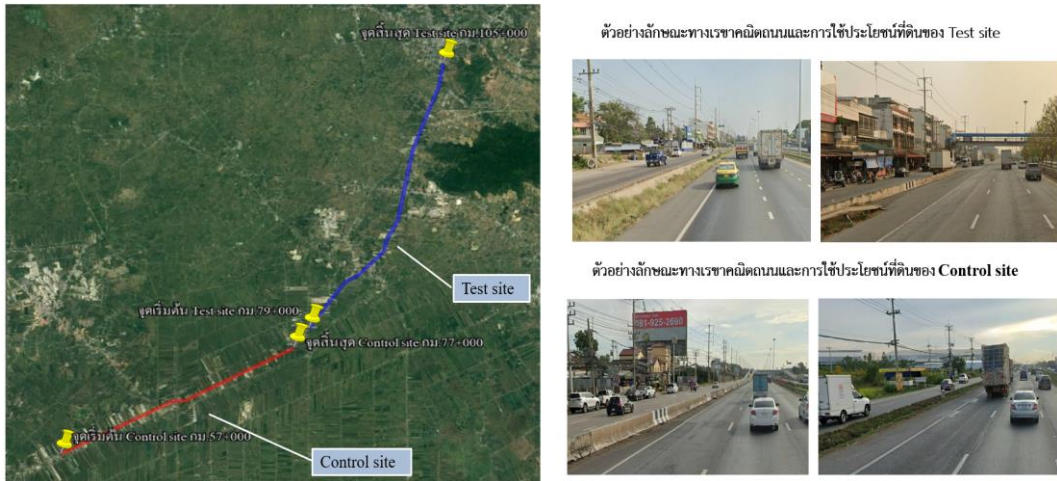 จุดสิ้นสุด Test site กม.105+000
Test site
จุดเริ่มต้น Test site กม.79+000
จุดสิ้นสุด Control site กม.77+000
จุดเริ่มต้น Control site กม.57+000
Control site
ตัวอย่างลักษณะทางเรขาคณิตถนนและการใช้ประโยชน์ที่ดินของ Test site
ตัวอย่างลักษณะทางเรขาคณิตถนนและการใช้ประโยชน์ที่ดินของ Control site
081-925-2690